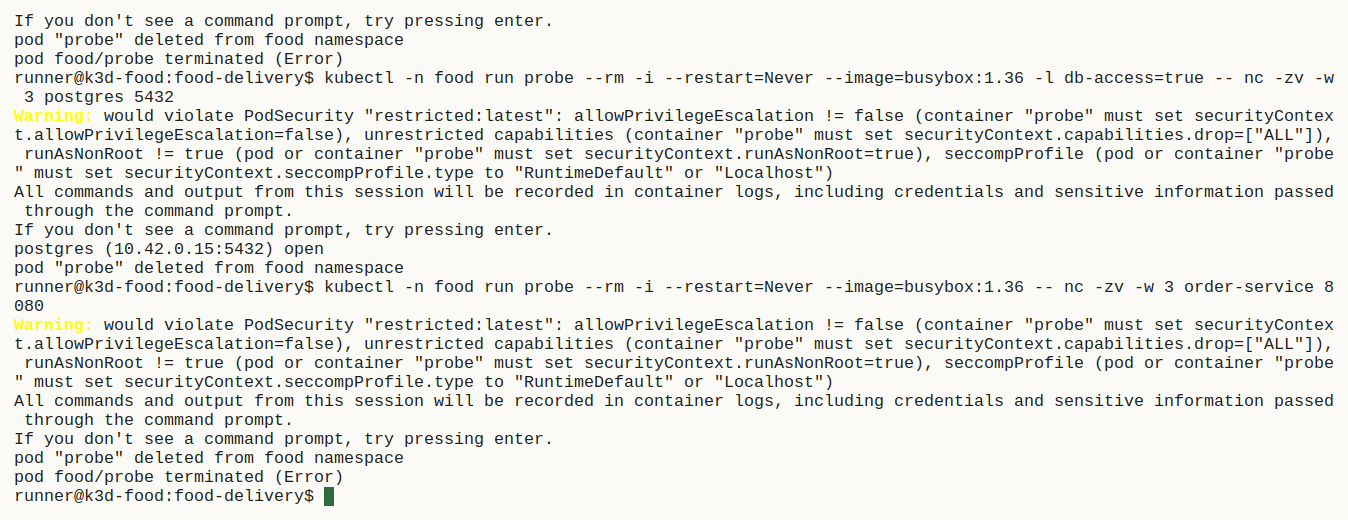 If you don't see a command prompt, try pressing enter.
pod "probe" deleted from food namespace
pod food/probe terminated (Error)
runner@k3d-food:food-delivery$ kubectl -n food run probe --rm -i --restart=Never --image=busybox:1.36 -l db-access=true -- nc -zv -w
 3 postgres 5432
Warning: would violate PodSecurity "restricted:latest": allowPrivilegeEscalation != false (container "probe" must set securityContex
t.allowPrivilegeEscalation=false), unrestricted capabilities (container "probe" must set securityContext.capabilities.drop=["ALL"]),
 runAsNonRoot != true (pod or container "probe" must set securityContext.runAsNonRoot=true), seccompProfile (pod or container "probe
" must set securityContext.seccompProfile.type to "RuntimeDefault" or "Localhost")
All commands and output from this session will be recorded in container logs, including credentials and sensitive information passed
 through the command prompt.
If you don't see a command prompt, try pressing enter.
postgres (10.42.0.15:5432) open
pod "probe" deleted from food namespace
runner@k3d-food:food-delivery$ kubectl -n food run probe --rm -i --restart=Never --image=busybox:1.36 -- nc -zv -w 3 order-service 8
080
Warning: would violate PodSecurity "restricted:latest": allowPrivilegeEscalation != false (container "probe" must set securityContex
t.allowPrivilegeEscalation=false), unrestricted capabilities (container "probe" must set securityContext.capabilities.drop=["ALL"]),
 runAsNonRoot != true (pod or container "probe" must set securityContext.runAsNonRoot=true), seccompProfile (pod or container "probe
" must set securityContext.seccompProfile.type to "RuntimeDefault" or "Localhost")
All commands and output from this session will be recorded in container logs, including credentials and sensitive information passed
 through the command prompt.
If you don't see a command prompt, try pressing enter.
pod "probe" deleted from food namespace
pod food/probe terminated (Error)
runner@k3d-food:food-delivery$